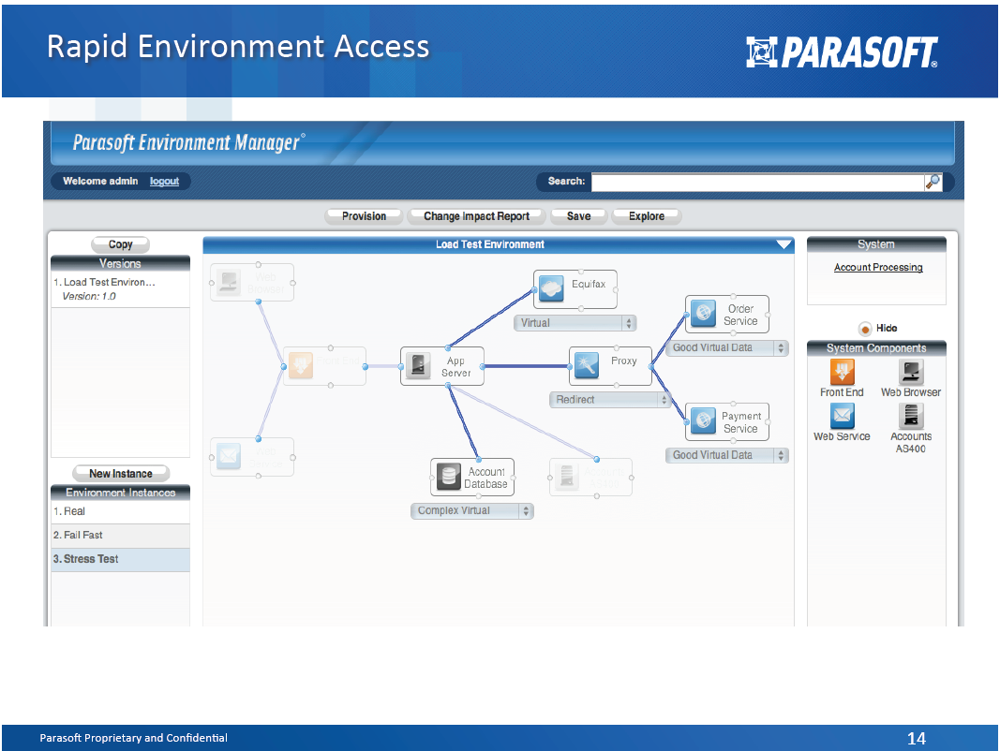 Rapid Environment Access
PARASOFT®
Parasoft Environment Manager®
Welcome admin logout
Search:
Provision
Change Impact Report
Save
Explore
Copy
Versions
1. Load Test Environ...
Version: 1.0
New Instance
Environment Instances
1. Real
2. Fail Fast
3. Stress Test
Load Test Environment
Web
Browser
Front End
Web
Service
App
Server
Equifax
Virtual
Proxy
Redirect
Order
Service
Good Virtual Data
Payment
Service
Good Virtual Data
Account
Database
Complex Virtual
Accounts
AS400
System
Account Processing
Hide
System Components
Front End
Web Browser
Web Service
Accounts
AS400
Parasoft Proprietary and Confidential
14